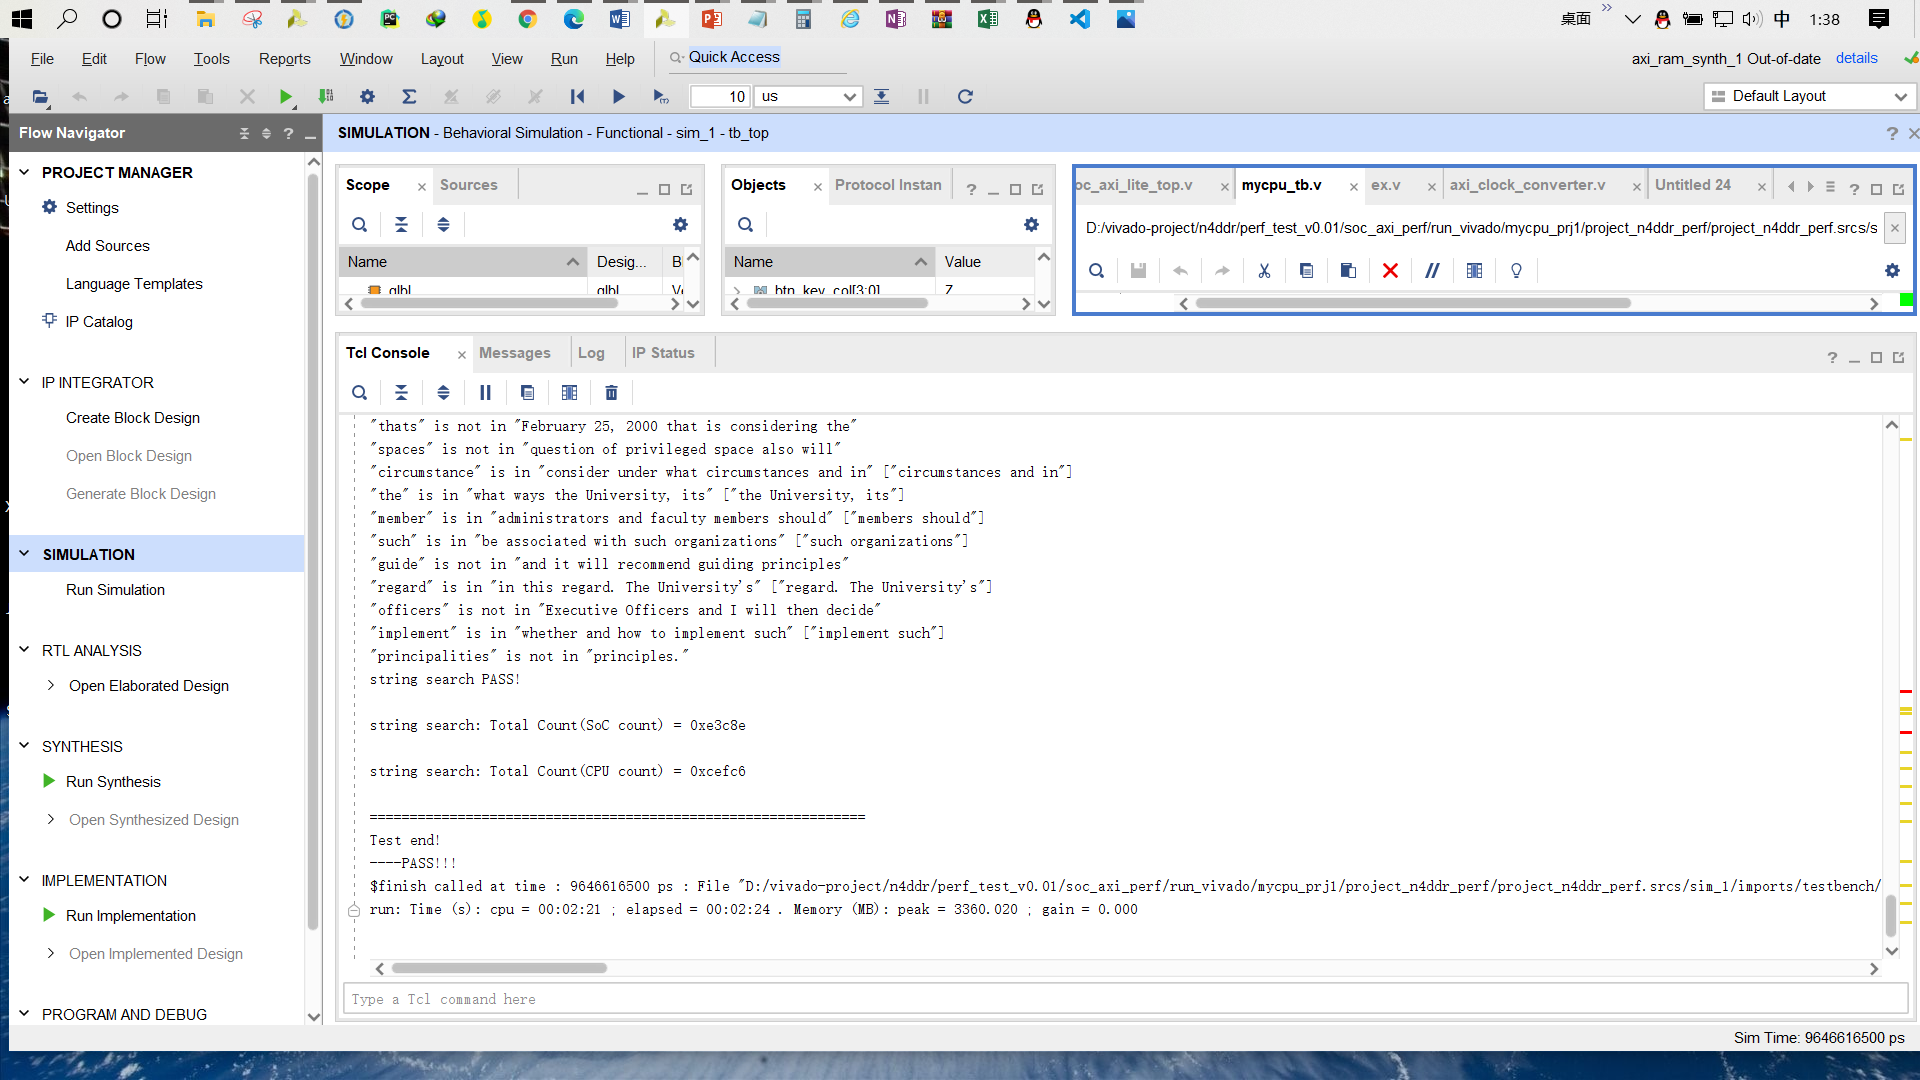 桌面
中
1:38
File Edit Flow Tools Reports Window Layout View Run Help
Quick Access
axi_ram_synth_1 Out-of-date details
10 us
Default Layout
Flow Navigator
SIMULATION - Behavioral Simulation - Functional - sim_1 - tb_top
PROJECT MANAGER
Settings
Add Sources
Language Templates
IP Catalog
IP INTEGRATOR
Create Block Design
Open Block Design
Generate Block Design
SIMULATION
Run Simulation
RTL ANALYSIS
Open Elaborated Design
SYNTHESIS
Run Synthesis
Open Synthesized Design
IMPLEMENTATION
Run Implementation
Open Implemented Design
PROGRAM AND DEBUG
Scope Sources
Name Desig...
glbl glbl
Objects Protocol Instan
Name Value
btn_key_col[3:0] Z
oc_axi_lite_top.v mycpu_tb.v ex.v axi_clock_converter.v Untitled 24
D:/vivado-project/n4ddr/perf_test_v0.01/soc_axi_perf/run_vivado/mycpu_prj1/project_n4ddr_perf/project_n4ddr_perf.srcs/s
Tcl Console Messages Log IP Status
"thats" is not in "February 25, 2000 that is considering the"
"spaces" is not in "question of privileged space also will"
"circumstance" is in "consider under what circumstances and in" ["circumstances and in"]
"the" is in "what ways the University, its" ["the University, its"]
"member" is in "administrators and faculty members should" ["members should"]
"such" is in "be associated with such organizations" ["such organizations"]
"guide" is not in "and it will recommend guiding principles"
"regard" is in "in this regard. The University's" ["regard. The University's"]
"officers" is not in "Executive Officers and I will then decide"
"implement" is in "whether and how to implement such" ["implement such"]
"principalities" is not in "principles."
string search PASS!
string search: Total Count(SoC count) = 0xe3c8e
string search: Total Count(CPU count) = 0xcefc6
==============================================================
Test end!
----PASS!!!
$finish called at time : 9646616500 ps : File "D:/vivado-project/n4ddr/perf_test_v0.01/soc_axi_perf/run_vivado/mycpu_prj1/project_n4ddr_perf/project_n4ddr_perf.srcs/sim_1/imports/testbench/
run: Time (s): cpu = 00:02:21 ; elapsed = 00:02:24 . Memory (MB): peak = 3360.020 ; gain = 0.000
Type a Tcl command here
Sim Time: 9646616500 ps